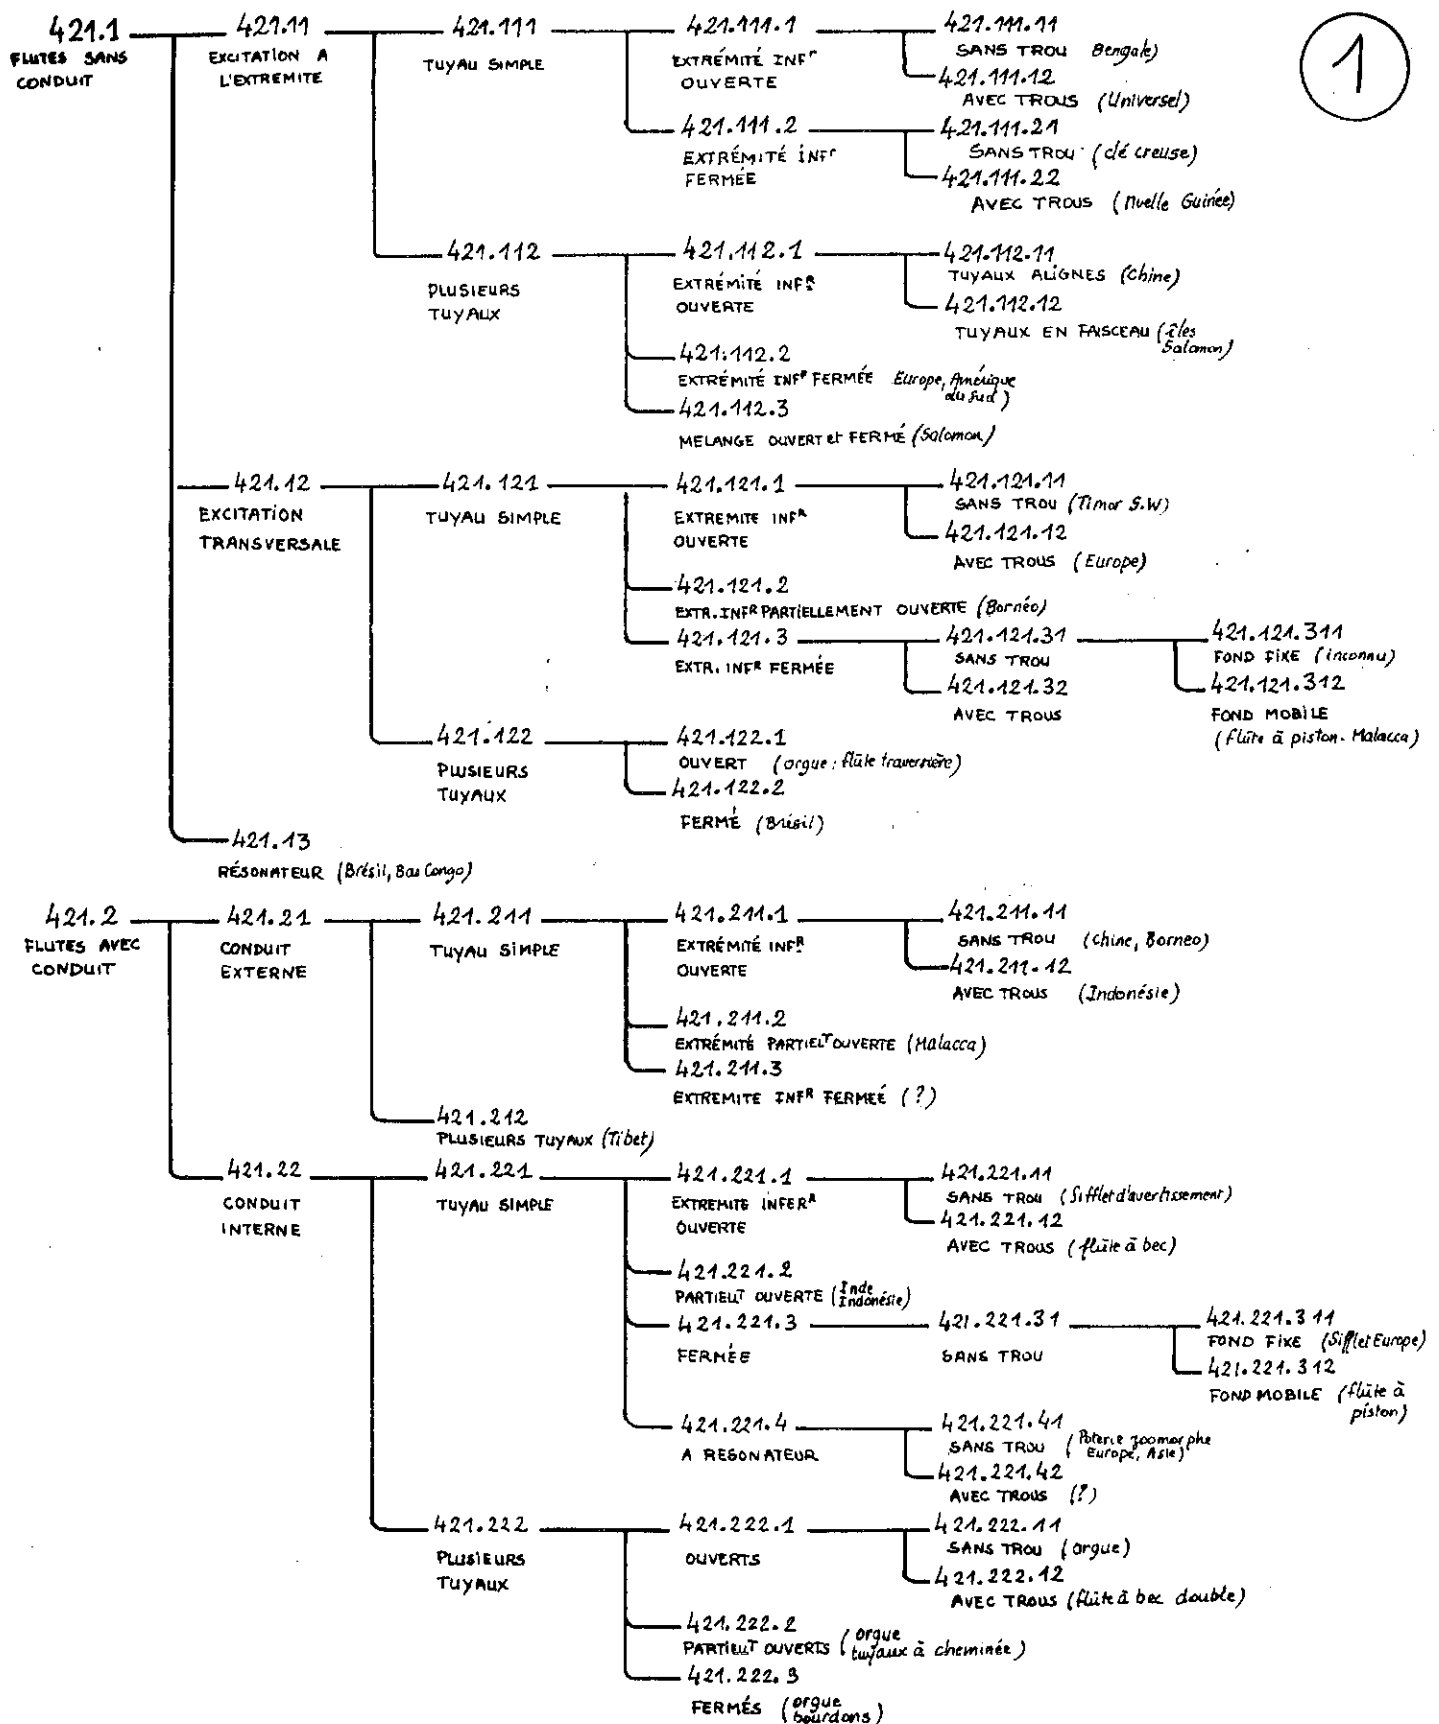 1
421.1
FLUTES SANS
CONDUIT
421.11
EXCITATION A
L'EXTREMITE
421.111
TUYAU SIMPLE
421.111.1
EXTRÉMITÉ INFʳ
OUVERTE
421.111.11
SANS TROU Bengale)
421.111.12
AVEC TROUS (Universel)
421.111.2
EXTRÉMITÉ INFʳ
FERMÉE
421.111.21
SANS TROU (clé creuse)
421.111.22
AVEC TROUS (Nuelle Guinée)
421.112
PLUSIEURS
TUYAUX
421.112.1
EXTRÉMITÉ INFᴿ
OUVERTE
421.112.11
TUYAUX ALIGNES (Chine)
421.112.12
TUYAUX EN FAISCEAU (îles
Salomon)
421.112.2
EXTRÉMITÉ INFᴿ FERMÉE Europe, Amérique
du Sud)
421.112.3
MELANGE OUVERT et FERMÉ (Salomon)
421.12
EXCITATION
TRANSVERSALE
421.121
TUYAU SIMPLE
421.121.1
EXTREMITE INFᴿ
OUVERTE
421.121.11
SANS TROU (Timor S.W)
421.121.12
AVEC TROUS (Europe)
421.121.2
EXTR. INFᴿ PARTIELLEMENT OUVERTE (Bornéo)
421.121.3
EXTR. INFᴿ FERMÉE
421.121.31
SANS TROU
421.121.311
FOND FIXE (inconnu)
421.121.312
FOND MOBILE
(flûte à piston - Malacca)
421.121.32
AVEC TROUS
421.122
PLUSIEURS
TUYAUX
421.122.1
OUVERT (orgue : flûte traversière)
421.122.2
FERMÉ (Brésil)
421.13
RÉSONATEUR (Brésil, Bas Congo)
421.2
FLUTES AVEC
CONDUIT
421.21
CONDUIT
EXTERNE
421.211
TUYAU SIMPLE
421.211.1
EXTRÉMITÉ INFᴿ
OUVERTE
421.211.11
SANS TROU (Chine, Borneo)
421.211.12
AVEC TROUS (Indonésie)
421.211.2
EXTRÉMITÉ PARTIELᵀ OUVERTE (Malacca)
421.211.3
EXTREMITE INFᴿ FERMEÉ (?)
421.212
PLUSIEURS TUYAUX (Tibet)
421.22
CONDUIT
INTERNE
421.221
TUYAU SIMPLE
421.221.1
EXTREMITE INFERᴿ
OUVERTE
421.221.11
SANS TROU (Sifflet d'avertissement)
421.221.12
AVEC TROUS (flûte à bec)
421.221.2
PARTIELᵀ OUVERTE (Inde
Indonésie)
421.221.3
FERMÉE
421.221.31
SANS TROU
421.221.311
FOND FIXE (Sifflet Europe)
421.221.312
FOND MOBILE (flûte à
piston)
421.221.4
A RESONATEUR
421.221.41
SANS TROU (Poterie zoomorphe
Europe, Asie)
421.221.42
AVEC TROUS (?)
421.222
PLUSIEURS
TUYAUX
421.222.1
OUVERTS
421.222.11
SANS TROU (orgue)
421.222.12
AVEC TROUS (flûte à bec double)
421.222.2
PARTIELᵀ OUVERTS (orgue
tuyaux à cheminée)
421.222.3
FERMÉS (orgue
bourdons)